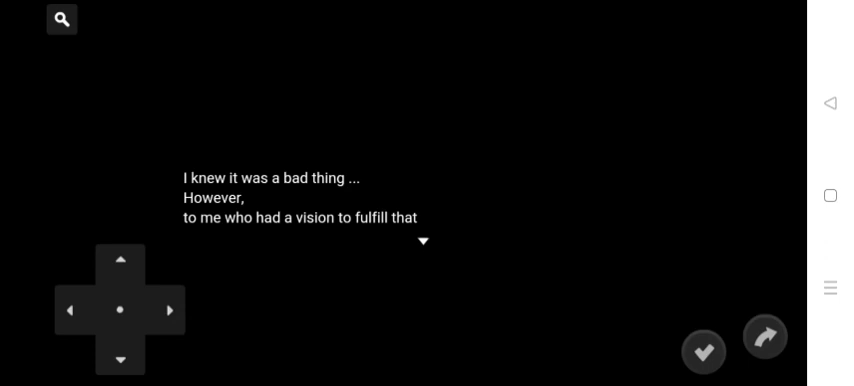 I knew it was a bad thing ...
However,
to me who had a vision to fulfill that